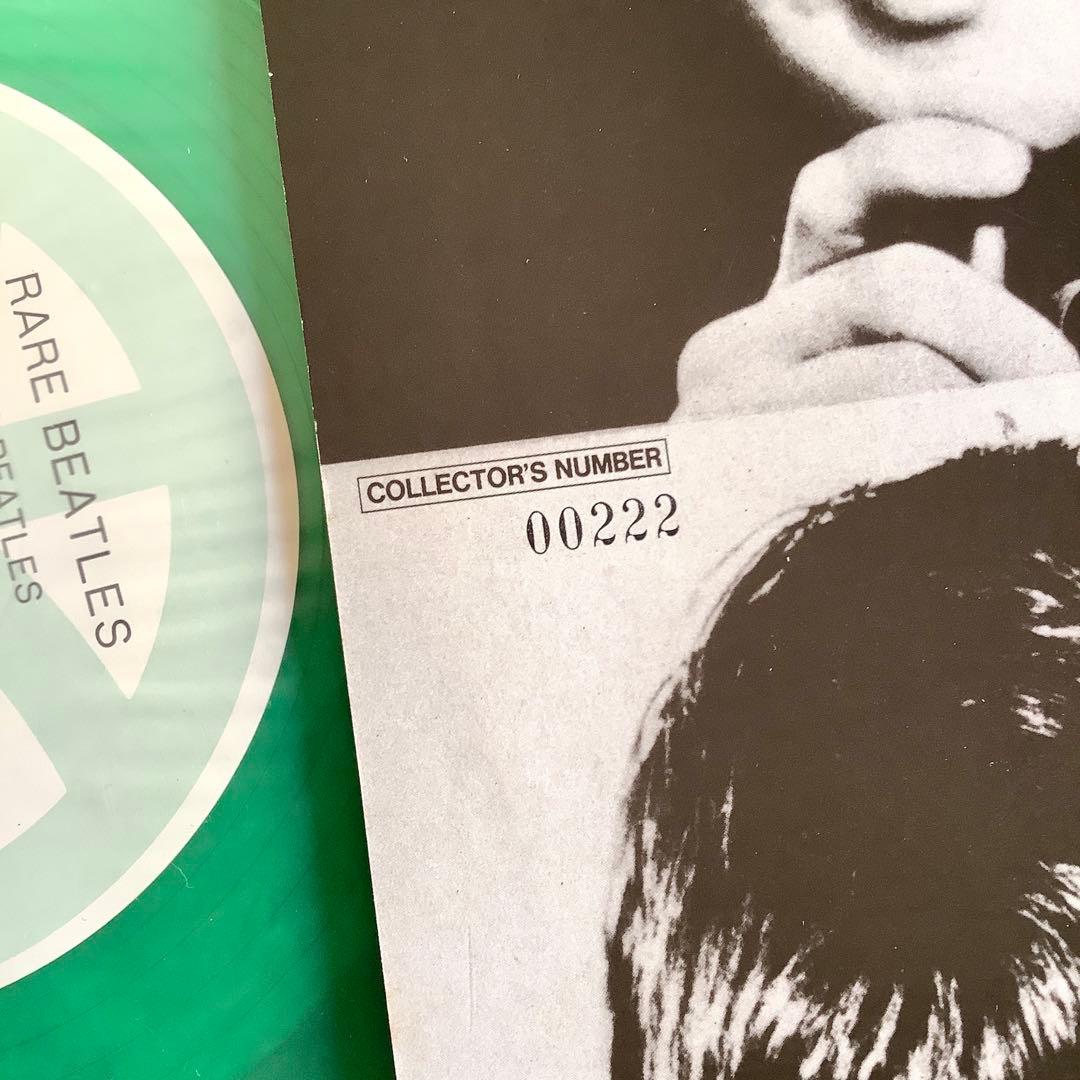 RARE BEATLES
BEATLES
COLLECTOR'S NUMBER
00222